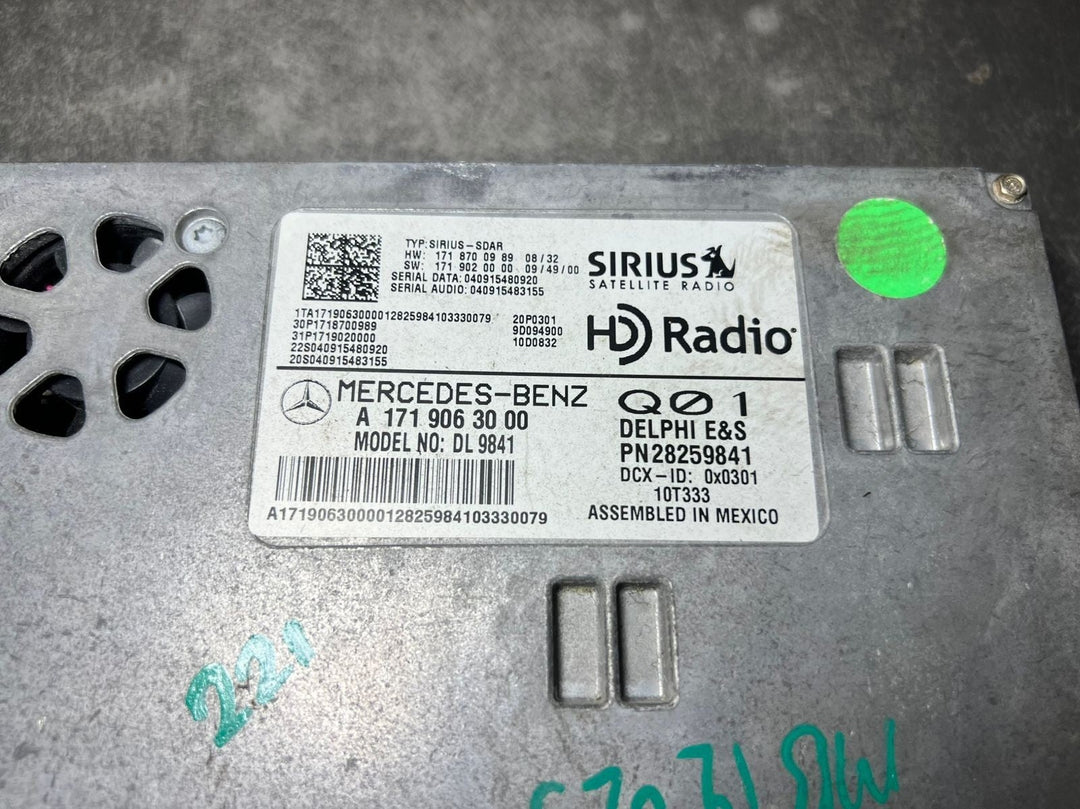 TYP:SIRIUS-SDAR
HW: 171 870 09 89 08/32
SW: 171 902 00 00 09/49/00
SERIAL DATA: 040915480920
SERIAL AUDIO: 040915483155
SIRIUS
SATELLITE RADIO
1TA1719063000012825984103330079
30P1718700989
31P1719020000
22S040915480920
20S040915483155
20P0301
9D094900
10D0832
HD Radio
MERCEDES-BENZ
A 171 906 30 00
MODEL NO: DL 9841
A1719063000012825984103330079
Q01
DELPHI E&S
PN28259841
DCX-ID: 0x0301
10T333
ASSEMBLED IN MEXICO
221